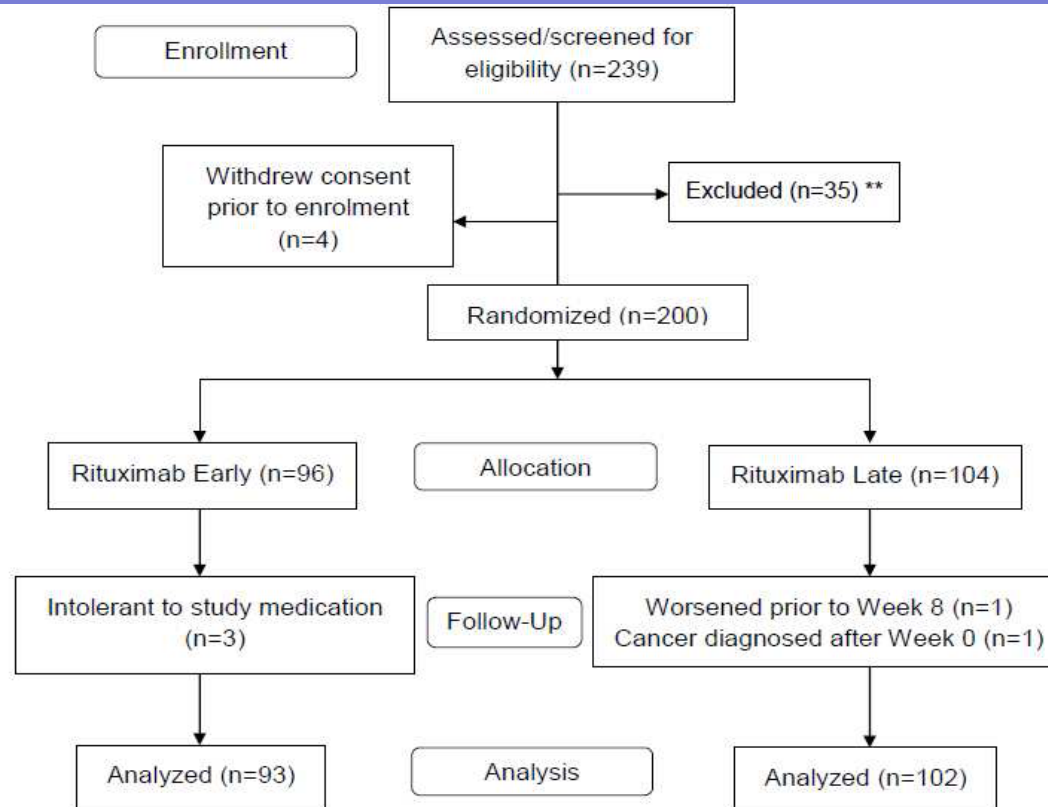 Enrollment
Assessed/screened for
eligibility (n=239)
Withdrew consent
prior to enrolment
(n=4)
Excluded (n=35) **
Randomized (n=200)
Rituximab Early (n=96)
Allocation
Rituximab Late (n=104)
Intolerant to study medication
(n=3)
Follow-Up
Worsened prior to Week 8 (n=1)
Cancer diagnosed after Week 0 (n=1)
Analyzed (n=93)
Analysis
Analyzed (n=102)